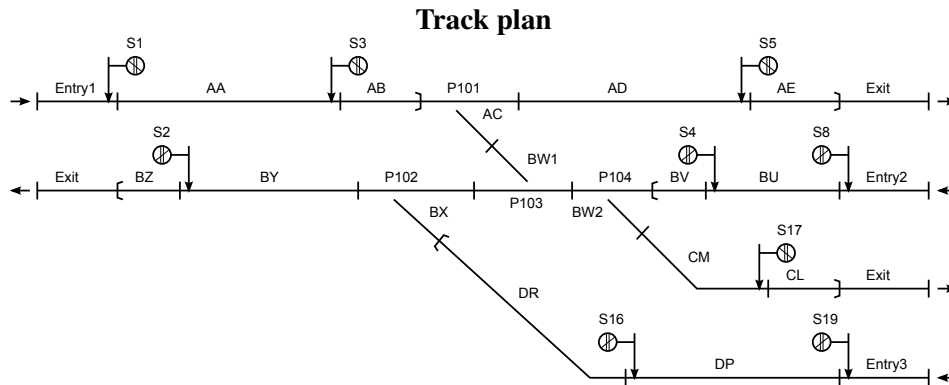 Track plan
S1 S3 S5
Entry1 AA AB P101 AD AE Exit
AC
S2 BW1 S4 S8
Exit BZ BY P102 P103 BW2 P104 BV BU Entry2
BX S17
CM CL Exit
DR
S16 S19
DP Entry3